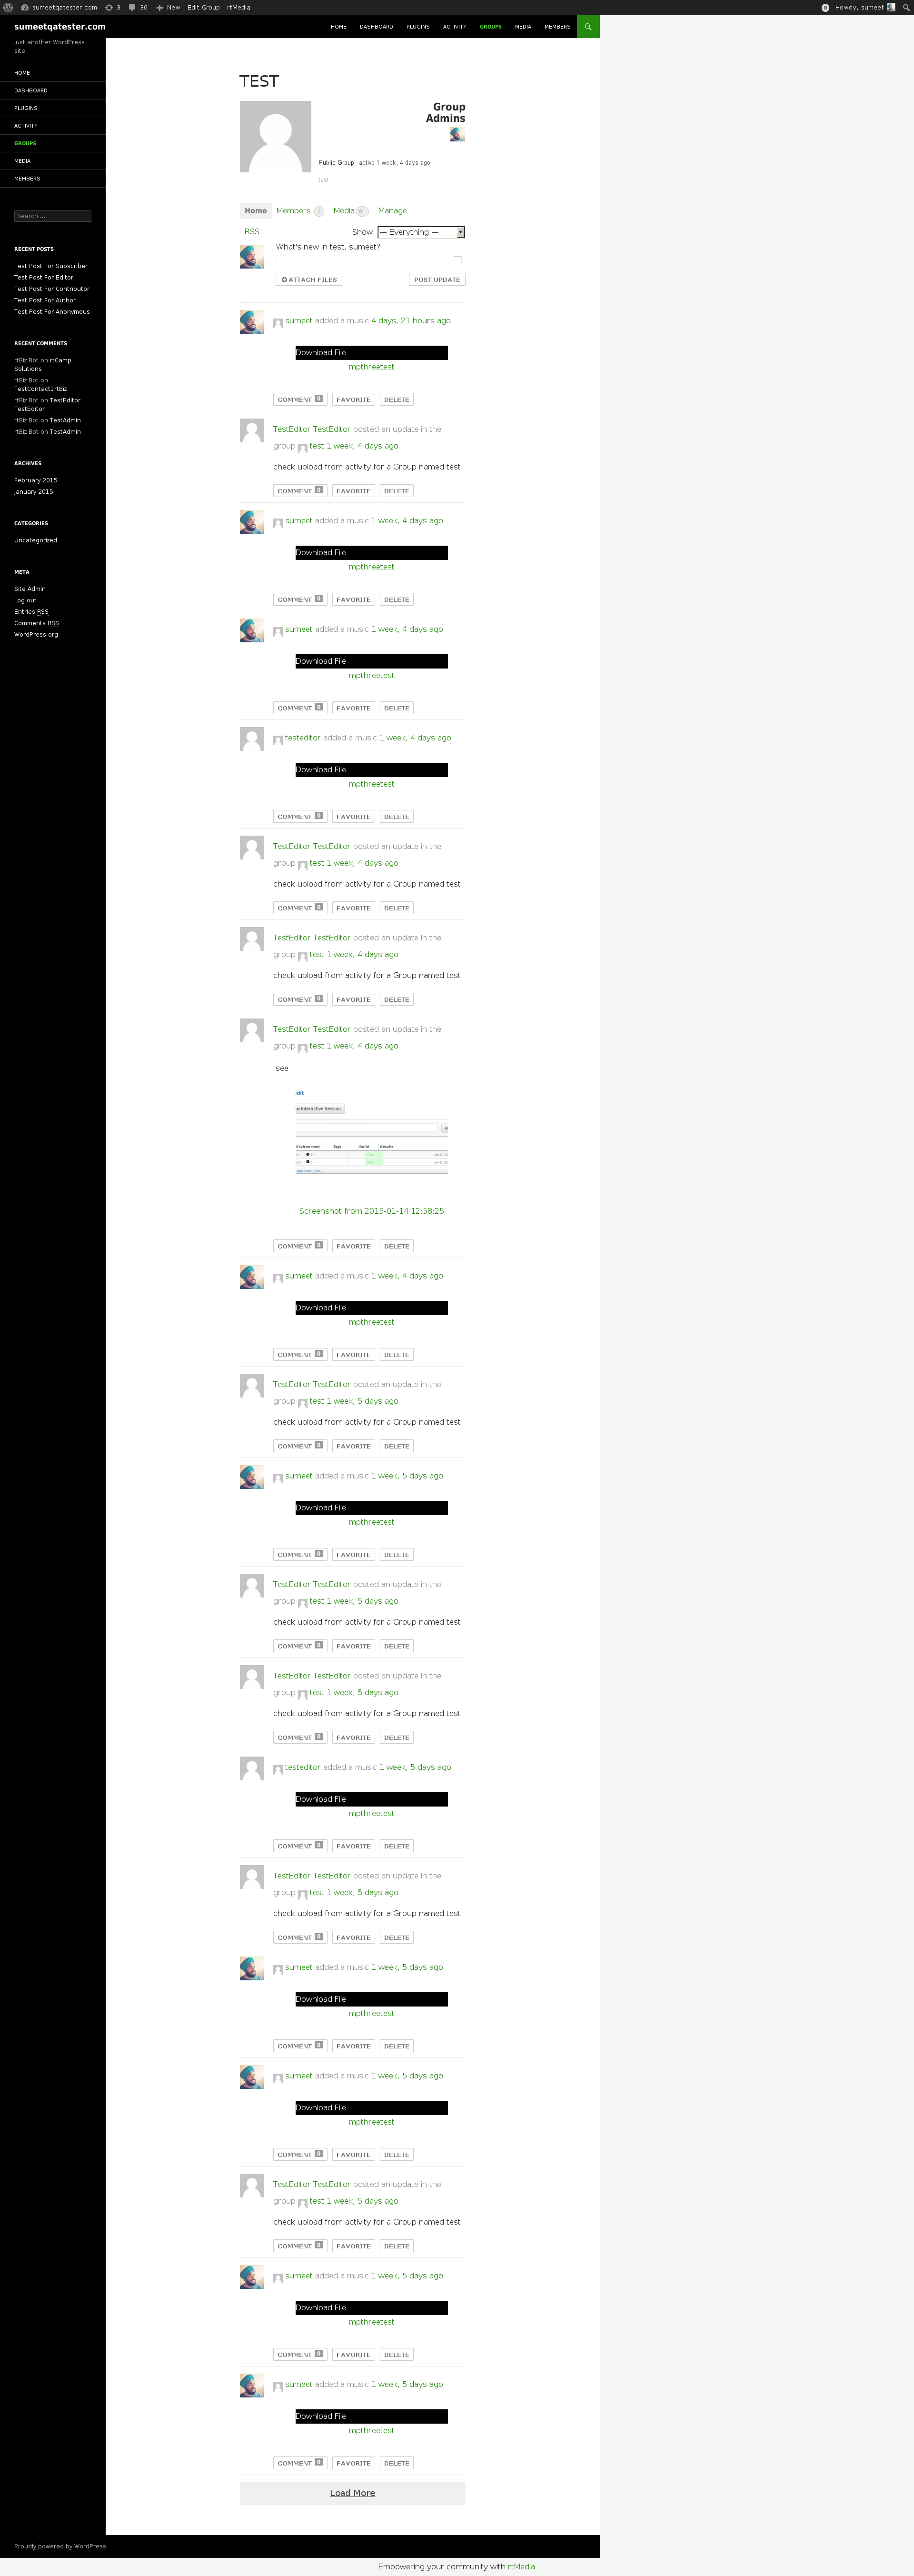 sumeetqatester.com 3 36 New Edit Group rtMedia 0 Howdy, sumeet
sumeetqatester.com
HOME DASHBOARD PLUGINS ACTIVITY GROUPS MEDIA MEMBERS
Just another WordPress
site
HOME
DASHBOARD
PLUGINS
ACTIVITY
GROUPS
MEDIA
MEMBERS
Search ...
RECENT POSTS
Test Post For Subscriber
Test Post For Editor
Test Post For Contributor
Test Post For Author
Test Post For Anonymous
RECENT COMMENTS
rtBiz Bot on rtCamp
Solutions
rtBiz Bot on
TestContact1rtBiz
rtBiz Bot on TestEditor
TestEditor
rtBiz Bot on TestAdmin
rtBiz Bot on TestAdmin
ARCHIVES
February 2015
January 2015
CATEGORIES
Uncategorized
META
Site Admin
Log out
Entries RSS
Comments RSS
WordPress.org
TEST
Group
Admins
Public Group active 1 week, 4 days ago
test
Home Members 2 Media 61 Manage
RSS Show: — Everything —
What's new in test, sumeet?
ATTACH FILES POST UPDATE
sumeet added a music 4 days, 21 hours ago
Download File
mpthreetest
COMMENT 0 FAVORITE DELETE
TestEditor TestEditor posted an update in the
group test 1 week, 4 days ago
check upload from activity for a Group named test
COMMENT 0 FAVORITE DELETE
sumeet added a music 1 week, 4 days ago
Download File
mpthreetest
COMMENT 0 FAVORITE DELETE
sumeet added a music 1 week, 4 days ago
Download File
mpthreetest
COMMENT 0 FAVORITE DELETE
testeditor added a music 1 week, 4 days ago
Download File
mpthreetest
COMMENT 0 FAVORITE DELETE
TestEditor TestEditor posted an update in the
group test 1 week, 4 days ago
check upload from activity for a Group named test
COMMENT 0 FAVORITE DELETE
TestEditor TestEditor posted an update in the
group test 1 week, 4 days ago
check upload from activity for a Group named test
COMMENT 0 FAVORITE DELETE
TestEditor TestEditor posted an update in the
group test 1 week, 4 days ago
see
edit
w Interactive Session
Environment Tags Build Results
Screenshot from 2015-01-14 12:58:25
COMMENT 0 FAVORITE DELETE
sumeet added a music 1 week, 4 days ago
Download File
mpthreetest
COMMENT 0 FAVORITE DELETE
TestEditor TestEditor posted an update in the
group test 1 week, 5 days ago
check upload from activity for a Group named test
COMMENT 0 FAVORITE DELETE
sumeet added a music 1 week, 5 days ago
Download File
mpthreetest
COMMENT 0 FAVORITE DELETE
TestEditor TestEditor posted an update in the
group test 1 week, 5 days ago
check upload from activity for a Group named test
COMMENT 0 FAVORITE DELETE
TestEditor TestEditor posted an update in the
group test 1 week, 5 days ago
check upload from activity for a Group named test
COMMENT 0 FAVORITE DELETE
testeditor added a music 1 week, 5 days ago
Download File
mpthreetest
COMMENT 0 FAVORITE DELETE
TestEditor TestEditor posted an update in the
group test 1 week, 5 days ago
check upload from activity for a Group named test
COMMENT 0 FAVORITE DELETE
sumeet added a music 1 week, 5 days ago
Download File
mpthreetest
COMMENT 0 FAVORITE DELETE
sumeet added a music 1 week, 5 days ago
Download File
mpthreetest
COMMENT 0 FAVORITE DELETE
TestEditor TestEditor posted an update in the
group test 1 week, 5 days ago
check upload from activity for a Group named test
COMMENT 0 FAVORITE DELETE
sumeet added a music 1 week, 5 days ago
Download File
mpthreetest
COMMENT 0 FAVORITE DELETE
sumeet added a music 1 week, 5 days ago
Download File
mpthreetest
COMMENT 0 FAVORITE DELETE
Load More
Proudly powered by WordPress
Empowering your community with rtMedia